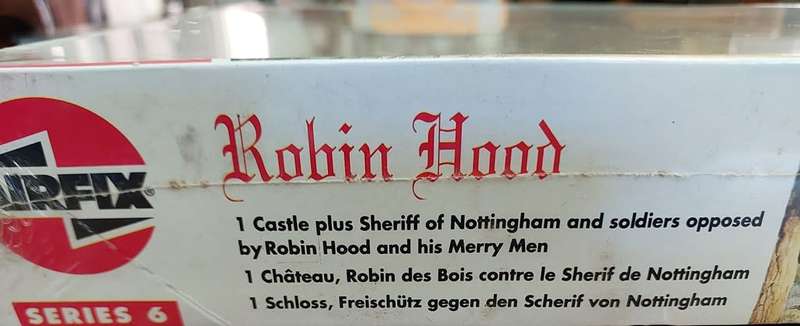 Robin Hood
AIRFIX®
1 Castle plus Sheriff of Nottingham and soldiers opposed
by Robin Hood and his Merry Men
1 Château, Robin des Bois contre le Sherif de Nottingham
1 Schloss, Freischütz gegen den Scherif von Nottingham
SERIES 6